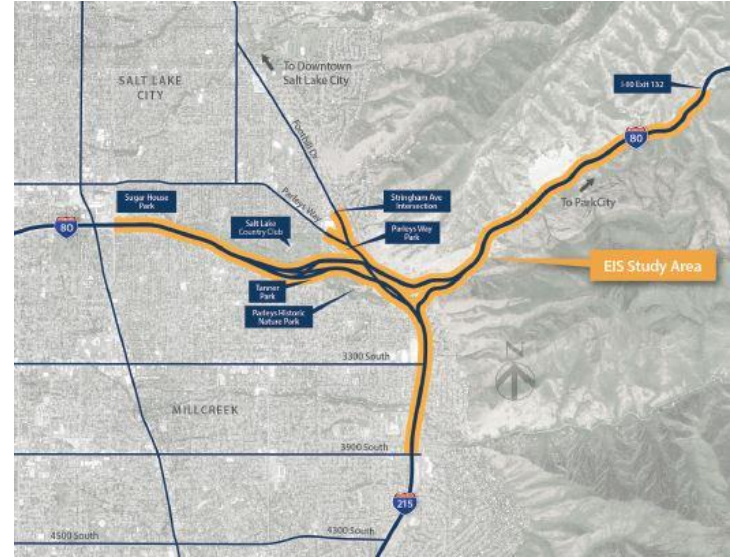 To Downtown
Salt Lake City
SALT LAKE
CITY
I-80 Exit 132
Foothill Dr
80
To ParkCity
Sugar House
Park
Parleys Way
Stringham Ave
Intersection
Salt Lake
Country Club
Parleys Way
Park
80
EIS Study Area
Tanner
Park
Parleys Historic
Nature Park
3300 South
N
MILLCREEK
3900 South
215
4500 South
4300 South